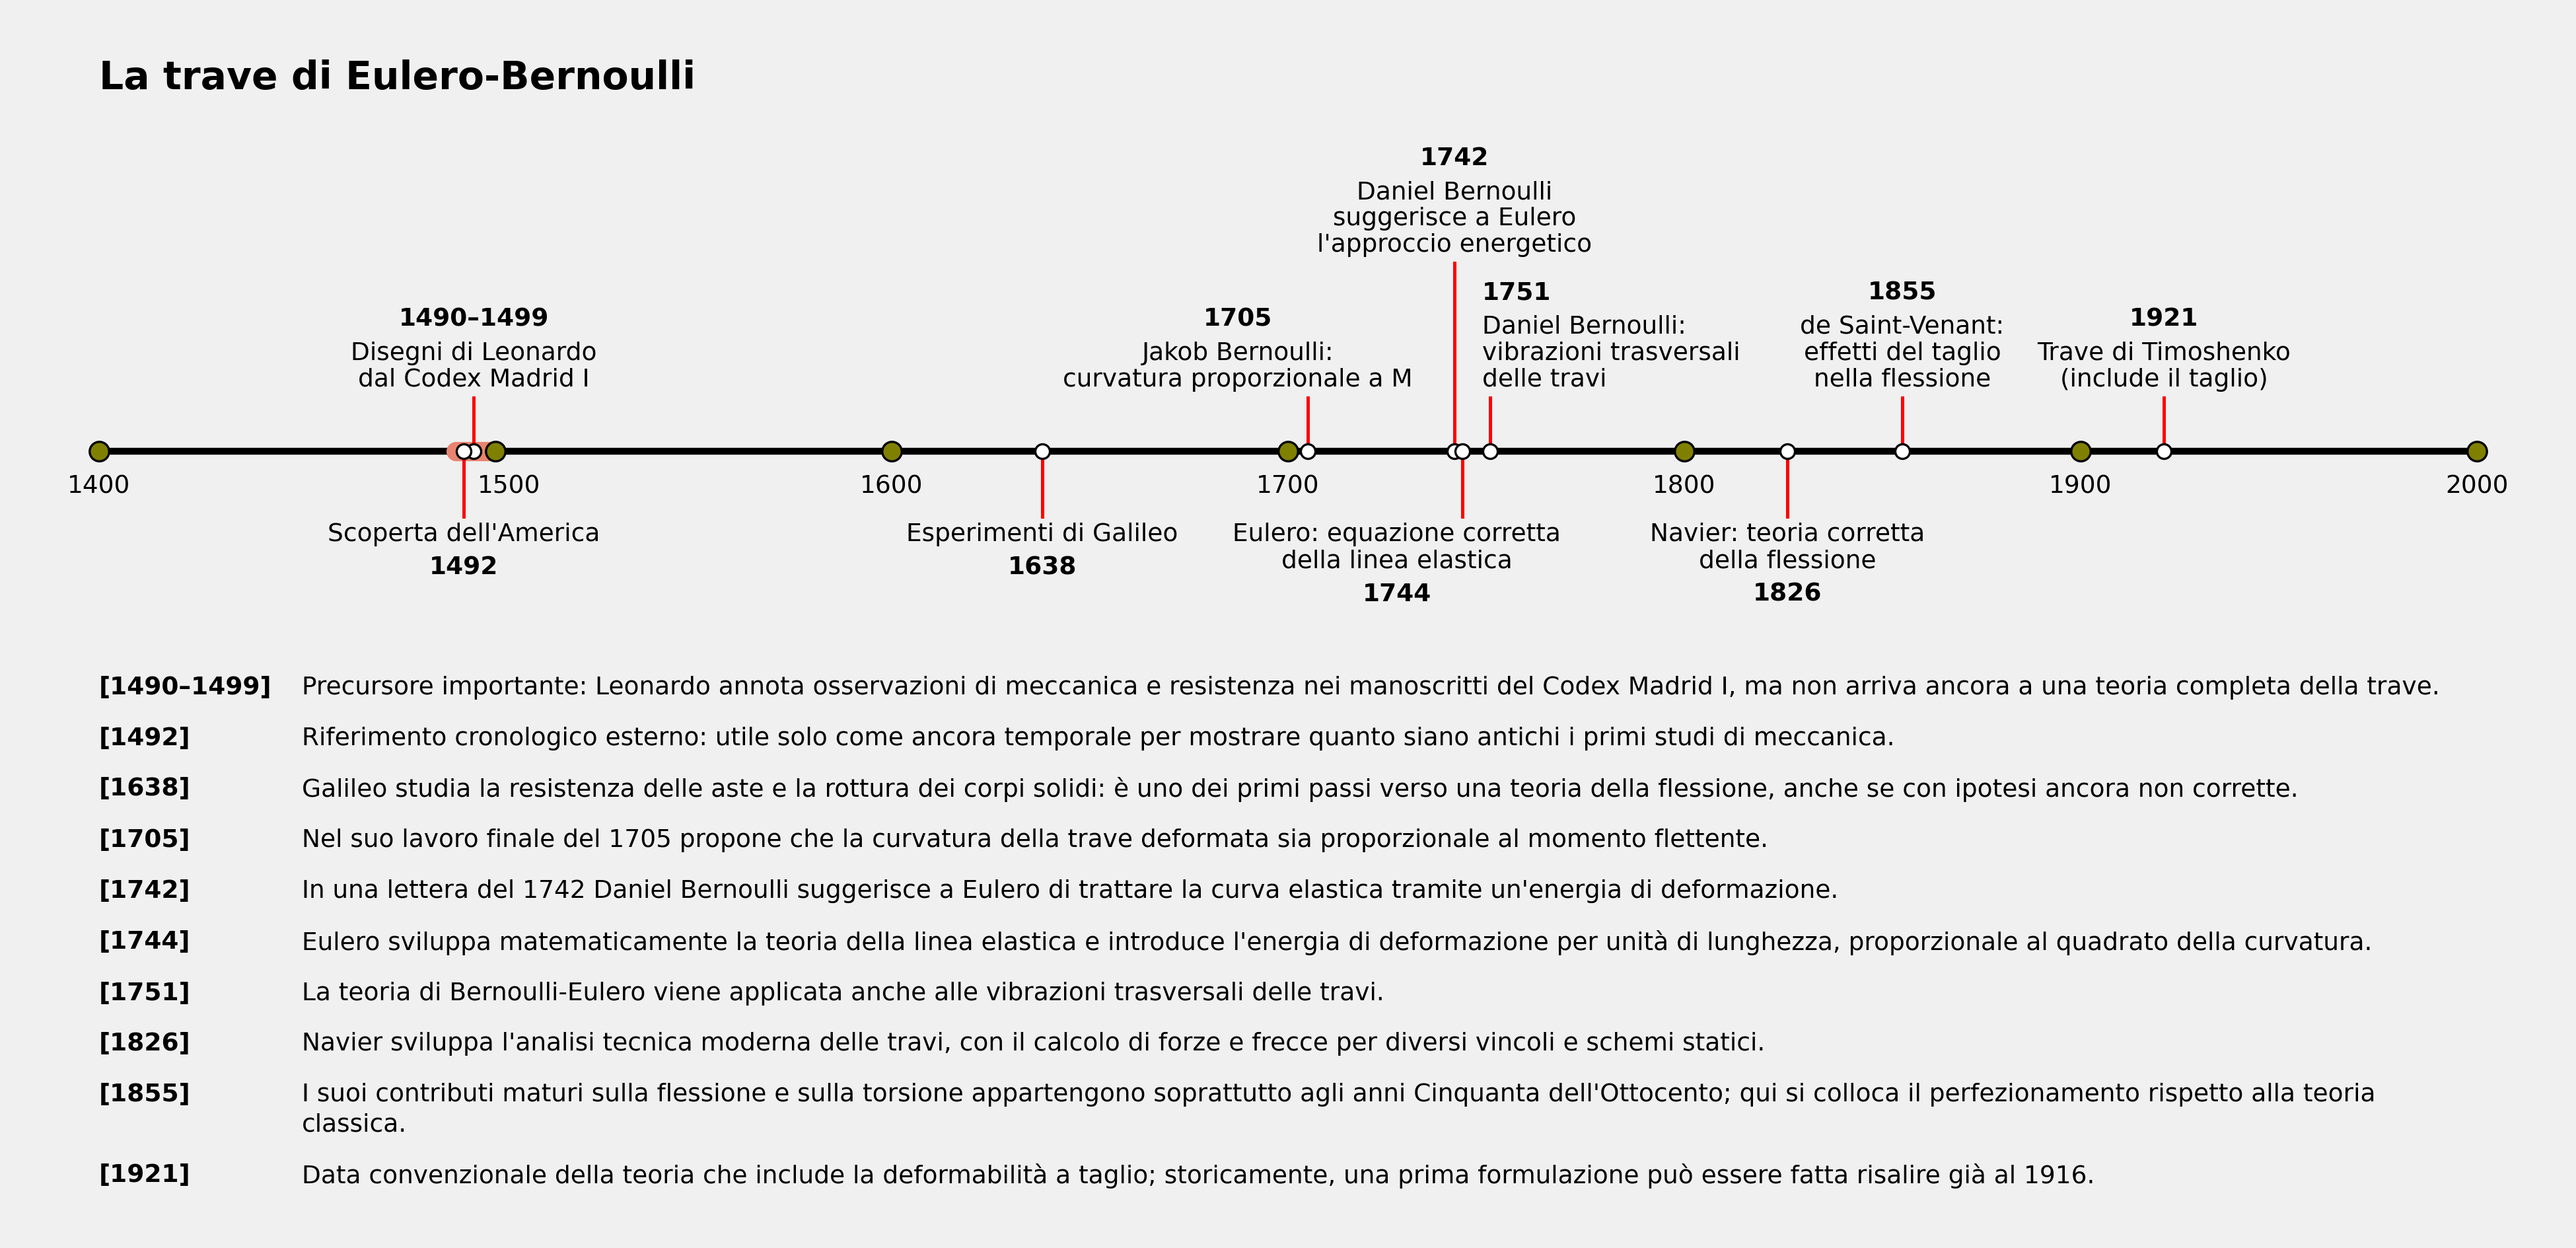 La trave di Eulero-Bernoulli
1742
Daniel Bernoulli
suggerisce a Eulero
l'approccio energetico
1490–1499
Disegni di Leonardo
dal Codex Madrid I
1705
Jakob Bernoulli:
curvatura proporzionale a M
1751
Daniel Bernoulli:
vibrazioni trasversali
delle travi
1855
de Saint-Venant:
effetti del taglio
nella flessione
1921
Trave di Timoshenko
(include il taglio)
1400
1500
1600
1700
1800
1900
2000
Scoperta dell'America
1492
Esperimenti di Galileo
1638
Eulero: equazione corretta
della linea elastica
1744
Navier: teoria corretta
della flessione
1826
[1490–1499] Precursore importante: Leonardo annota osservazioni di meccanica e resistenza nei manoscritti del Codex Madrid I, ma non arriva ancora a una teoria completa della trave.
[1492] Riferimento cronologico esterno: utile solo come ancora temporale per mostrare quanto siano antichi i primi studi di meccanica.
[1638] Galileo studia la resistenza delle aste e la rottura dei corpi solidi: è uno dei primi passi verso una teoria della flessione, anche se con ipotesi ancora non corrette.
[1705] Nel suo lavoro finale del 1705 propone che la curvatura della trave deformata sia proporzionale al momento flettente.
[1742] In una lettera del 1742 Daniel Bernoulli suggerisce a Eulero di trattare la curva elastica tramite un'energia di deformazione.
[1744] Eulero sviluppa matematicamente la teoria della linea elastica e introduce l'energia di deformazione per unità di lunghezza, proporzionale al quadrato della curvatura.
[1751] La teoria di Bernoulli-Eulero viene applicata anche alle vibrazioni trasversali delle travi.
[1826] Navier sviluppa l'analisi tecnica moderna delle travi, con il calcolo di forze e frecce per diversi vincoli e schemi statici.
[1855] I suoi contributi maturi sulla flessione e sulla torsione appartengono soprattutto agli anni Cinquanta dell'Ottocento; qui si colloca il perfezionamento rispetto alla teoria
classica.
[1921] Data convenzionale della teoria che include la deformabilità a taglio; storicamente, una prima formulazione può essere fatta risalire già al 1916.